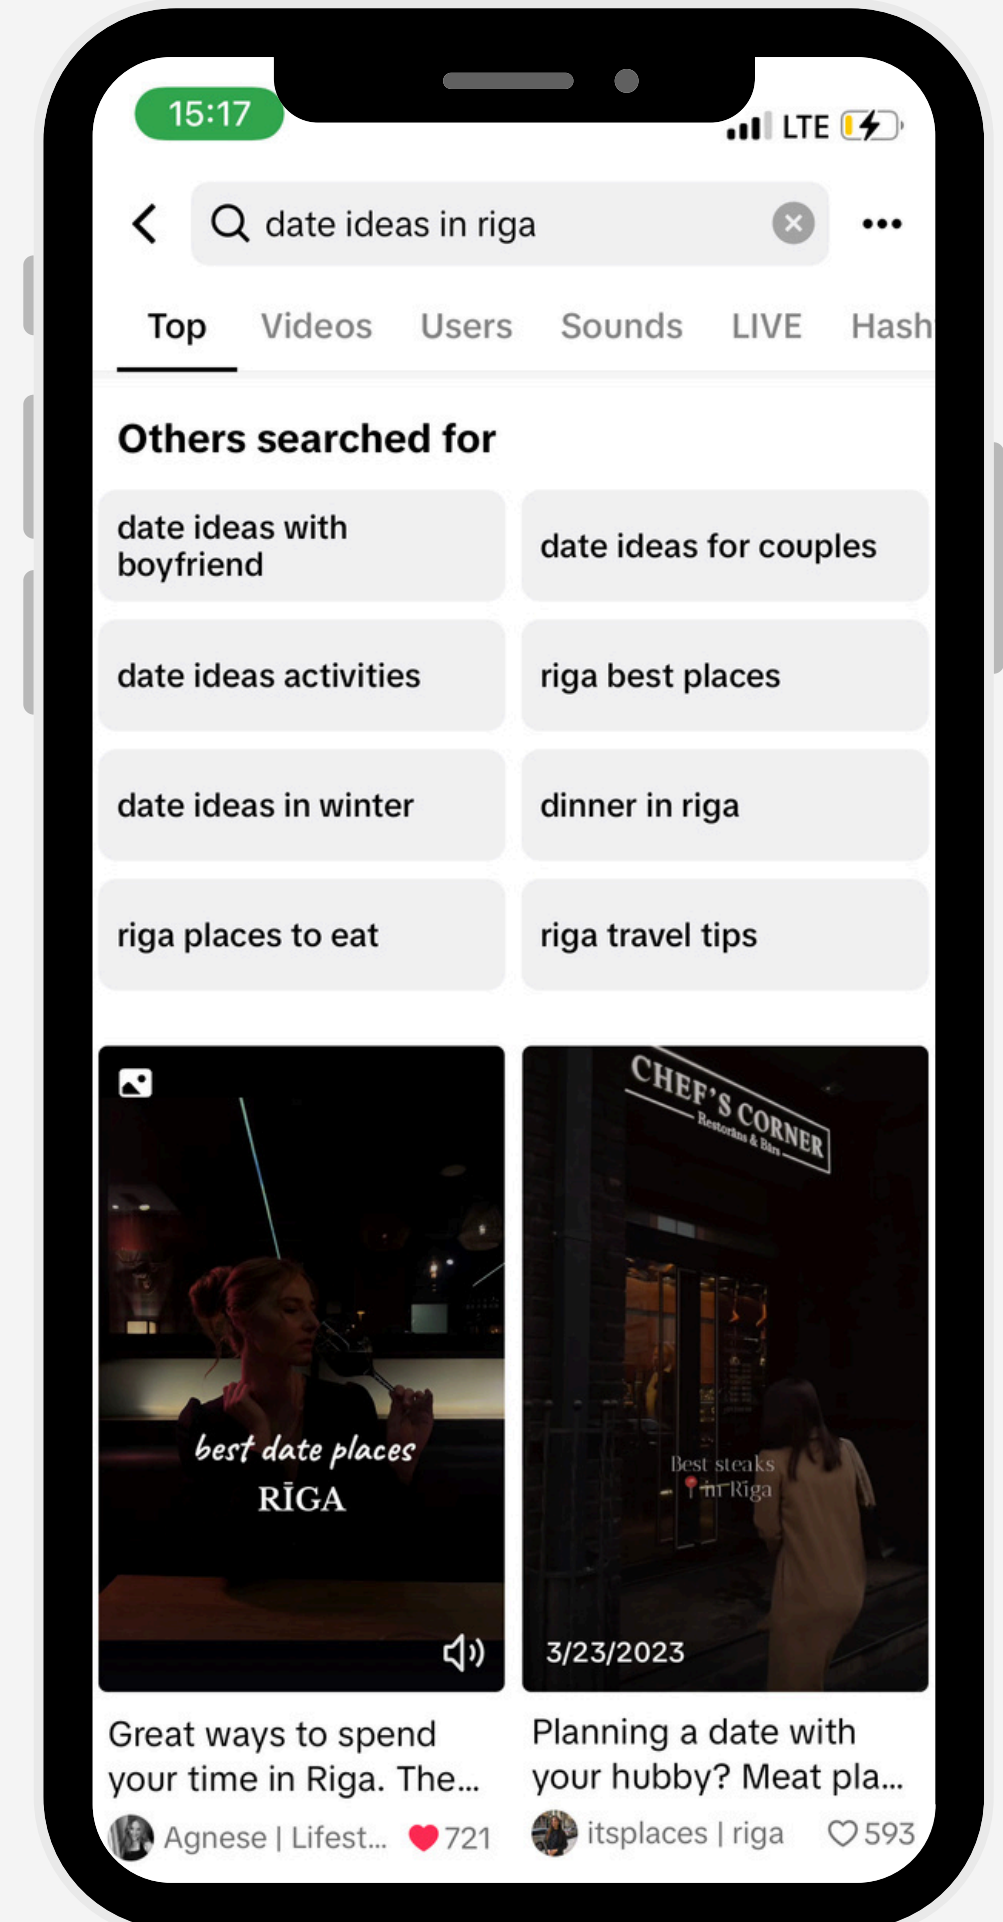 15:17
LTE
date ideas in riga
Top Videos Users Sounds LIVE Hash
Others searched for
date ideas with
boyfriend
date ideas for couples
date ideas activities
riga best places
date ideas in winter
dinner in riga
riga places to eat
riga travel tips
best date places
RĪGA
CHEF'S CORNER
Restorāns & Bārs
Best steaks
📍in Riga
3/23/2023
Great ways to spend
your time in Riga. The...
Agnese | Lifest... 721
Planning a date with
your hubby? Meat pla...
itsplaces | riga 593